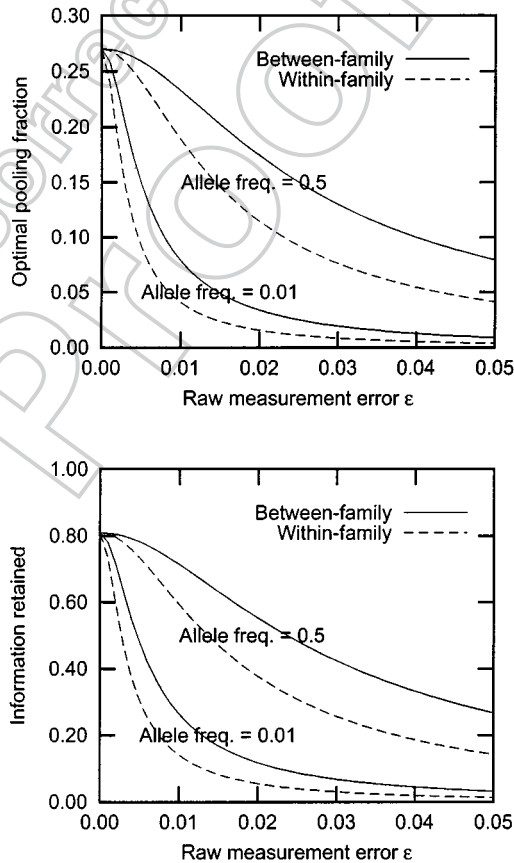 0.30
Between-family
Within-family
0.25
0.20
0.15
Allele freq. = 0.5
0.10
0.05
Allele freq. = 0.01
0.00
0.00 0.01 0.02 0.03 0.04 0.05
Optimal pooling fraction
Raw measurement error ε
1.00
Between-family
Within-family
0.80
0.60
Allele freq. = 0.5
0.40
0.20
Allele freq. = 0.01
0.00
0.00 0.01 0.02 0.03 0.04 0.05
Information retained
Raw measurement error ε